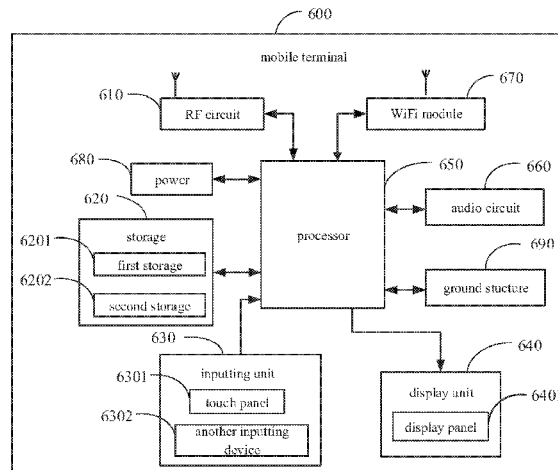 600
mobile terminal
610
RF circuit
670
WiFi module
680
power
650
processor
660
audio circuit
620
storage
6201
first storage
6202
second storage
690
ground stucture
630
inputting unit
6301
touch panel
6302
another inputting
device
640
display unit
6401
display panel